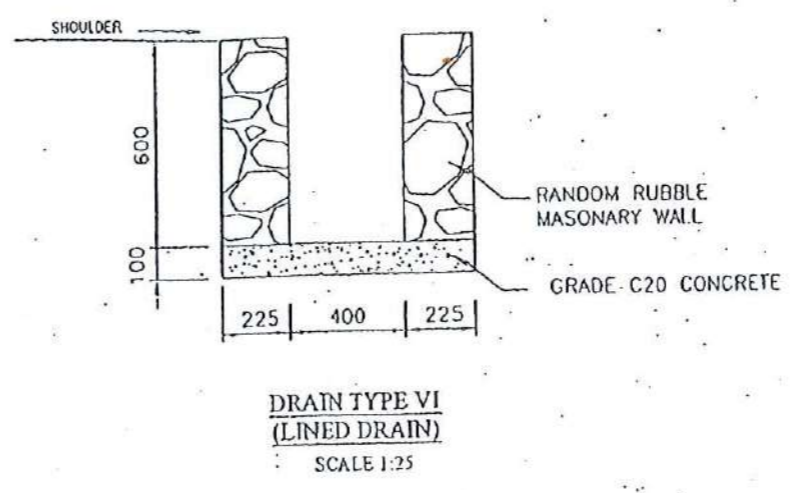 SHOULDER
600
RANDOM RUBBLE
MASONARY WALL
100
GRADE C20 CONCRETE
225 400 225
DRAIN TYPE VI
(LINED DRAIN)
SCALE 1:25